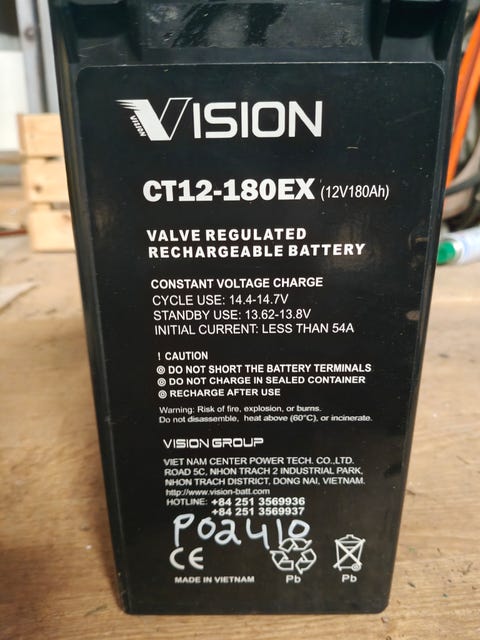 VISION
VISION
CT12-180EX (12V180Ah)
VALVE REGULATED
RECHARGEABLE BATTERY
CONSTANT VOLTAGE CHARGE
CYCLE USE: 14.4-14.7V
STANDBY USE: 13.62-13.8V
INITIAL CURRENT: LESS THAN 54A
! CAUTION
◎ DO NOT SHORT THE BATTERY TERMINALS
◎ DO NOT CHARGE IN SEALED CONTAINER
◎ RECHARGE AFTER USE
Warning: Risk of fire, explosion, or burns.
Do not disassemble, heat above (60°C), or incinerate.
VISION GROUP
VIET NAM CENTER POWER TECH. CO.,LTD.
ROAD 5C, NHON TRACH 2 INDUSTRIAL PARK,
NHON TRACH DISTRICT, DONG NAI, VIETNAM.
http://www.vision-batt.com
HOTLINE: +84 251 3569936
+84 251 3569937
P02410
CE
MADE IN VIETNAM
Pb
Pb